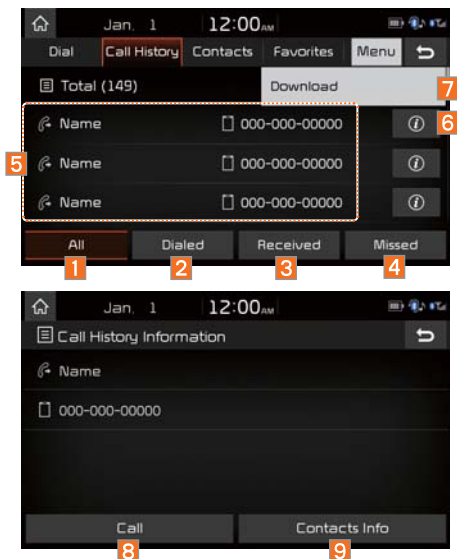 Jan. 1 12:00AM
Dial Call History Contacts Favorites Menu
Total (149) Download 7
Name 000-000-00000 6
5 Name 000-000-00000
Name 000-000-00000
All Dialed Received Missed
1 2 3 4
Jan. 1 12:00AM
Call History Information
Name
000-000-00000
Call Contacts Info
8 9